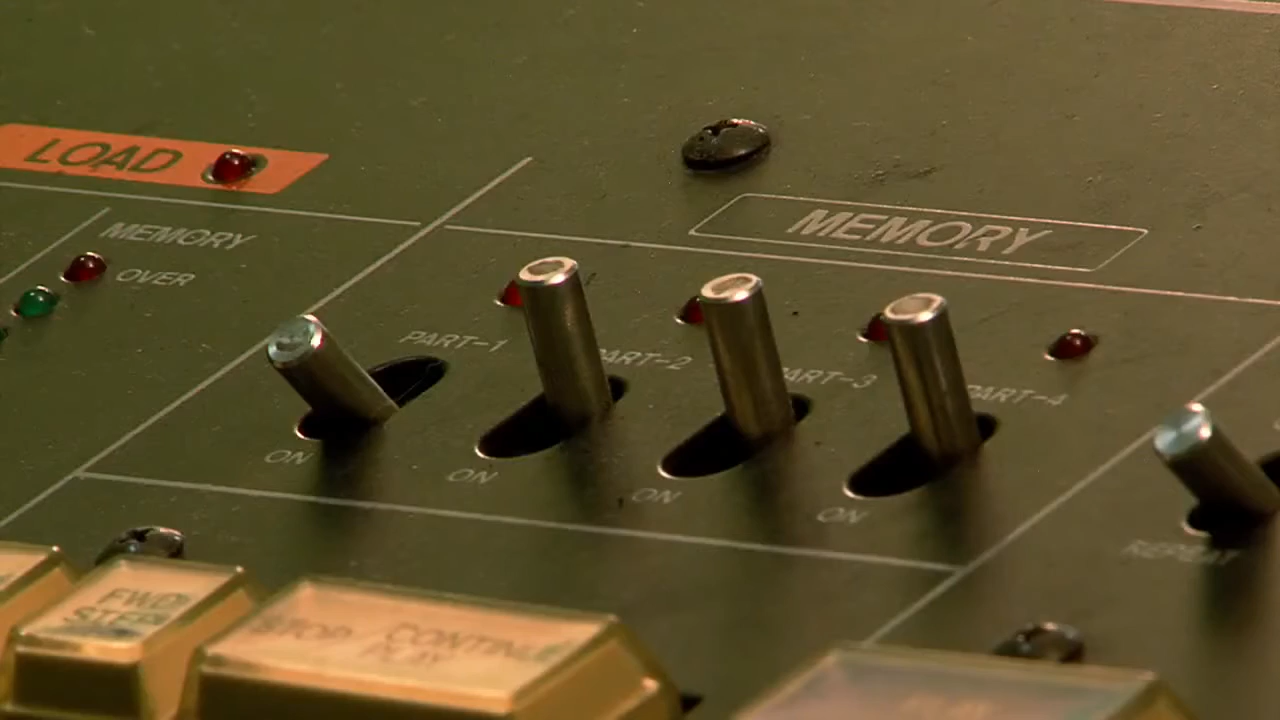 LOAD
MEMORY
OVER
MEMORY
PART-1
PART-2
PART-3
PART-4
ON
ON
ON
ON
REPEAT
FWD
STEP
STOP/CONTINUE
PLAY